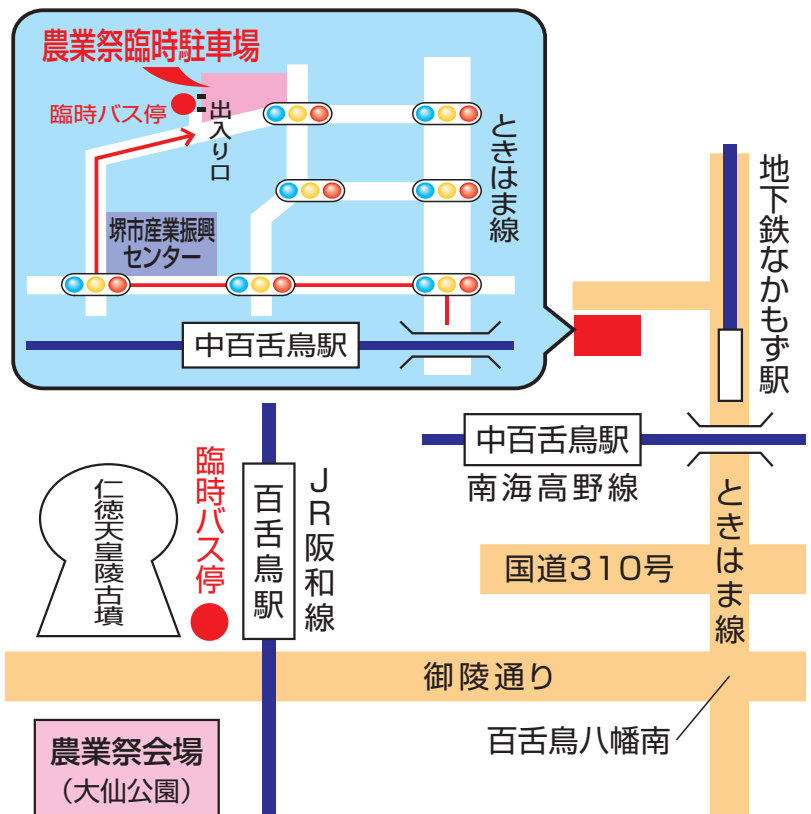 農業祭臨時駐車場
臨時バス停
出入り口
ときはま線
堺市産業振興
センター
中百舌鳥駅
地下鉄なかもず駅
中百舌鳥駅
南海高野線
ときはま線
国道310号
仁徳天皇陵古墳
臨時バス停
百舌鳥駅
JR阪和線
御陵通り
百舌鳥八幡南
農業祭会場
（大仙公園）